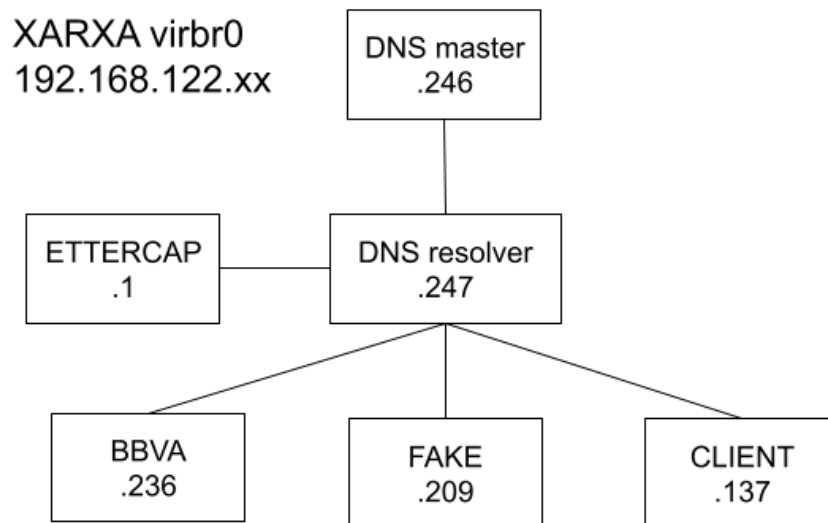 XARXA virbr0
192.168.122.xx
DNS master
.246
ETTERCAP
.1
DNS resolver
.247
BBVA
.236
FAKE
.209
CLIENT
.137